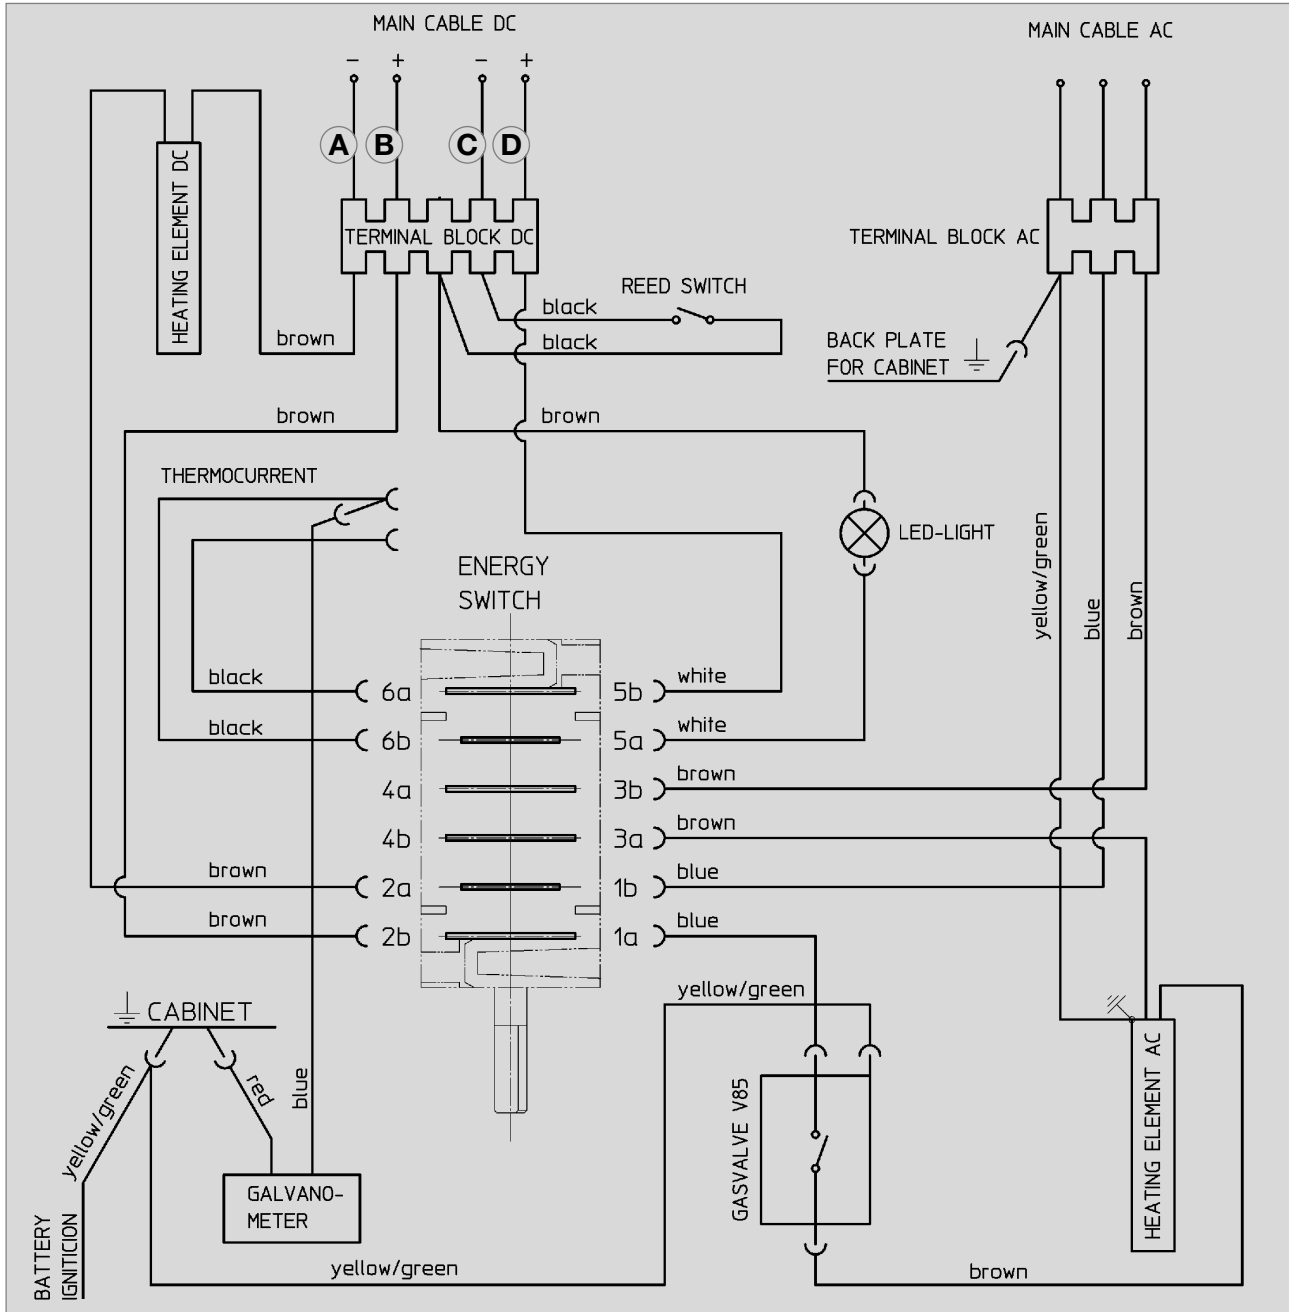 MAIN CABLE DC
MAIN CABLE AC
− + − +
A B C D
HEATING ELEMENT DC
TERMINAL BLOCK DC
TERMINAL BLOCK AC
REED SWITCH
black
brown
black
BACK PLATE
FOR CABINET
brown
brown
THERMOCURRENT
LED-LIGHT
ENERGY
SWITCH
yellow/green
blue
brown
black
6a
5b
white
black
6b
5a
white
4a
3b
brown
4b
3a
brown
brown
2a
1b
blue
brown
2b
1a
blue
yellow/green
CABINET
yellow/green
red
blue
GASVALVE V85
HEATING ELEMENT AC
GALVANO-
METER
BATTERY
IGNITICION
yellow/green
brown